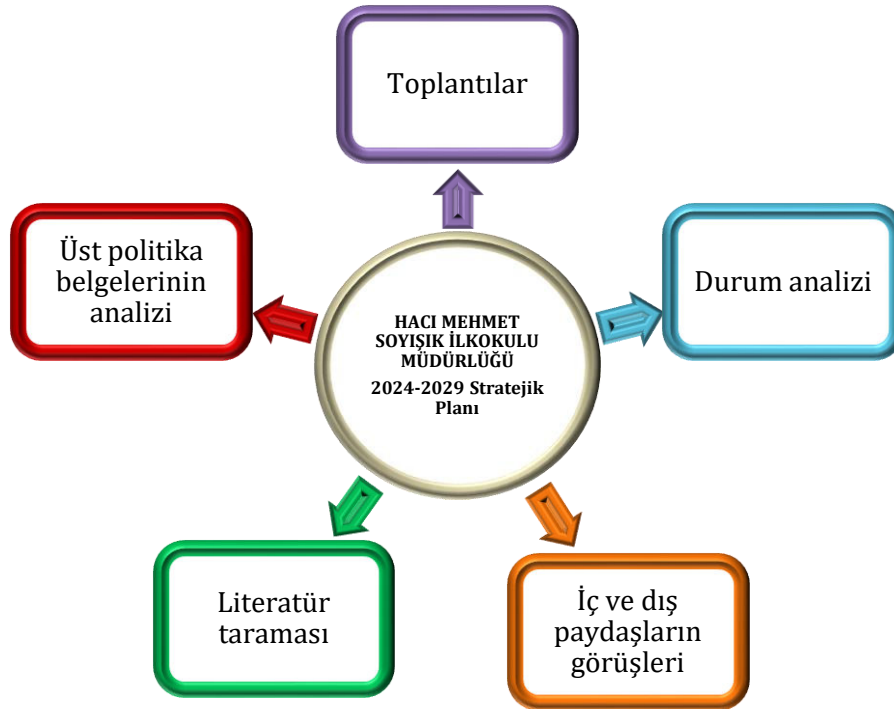 Toplantılar
Üst politika
belgelerinin
analizi
Durum analizi
HACI MEHMET
SOYIŞIK İLKOKULU
MÜDÜRLÜĞÜ
2024-2029 Stratejik
Planı
Literatür
taraması
İç ve dış
paydaşların
görüşleri